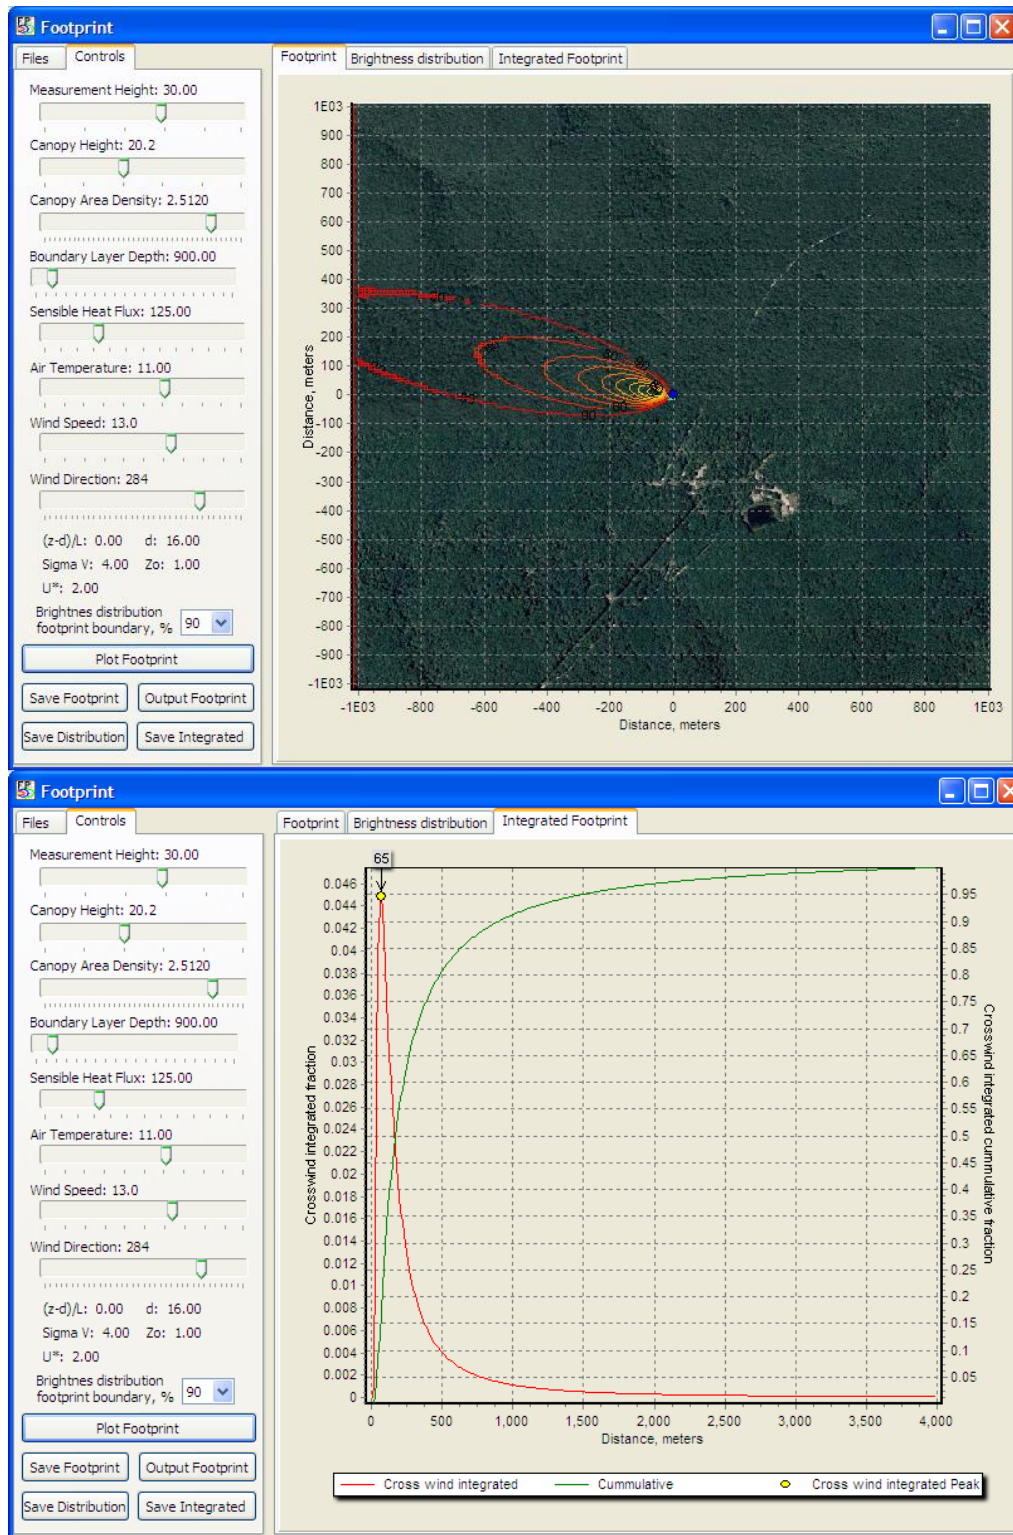 Footprint
Files Controls
Footprint Brightness distribution Integrated Footprint
Measurement Height: 30.00
Canopy Height: 20.2
Canopy Area Density: 2.5120
Boundary Layer Depth: 900.00
Sensible Heat Flux: 125.00
Air Temperature: 11.00
Wind Speed: 13.0
Wind Direction: 284
(z-d)/L: 0.00 d: 16.00
Sigma V: 4.00 Zo: 1.00
U*: 2.00
Brightnes distribution
footprint boundary, % 90
Plot Footprint
Save Footprint Output Footprint
Save Distribution Save Integrated
1E03
900
800
700
600
500
400
300
200
100
0
-100
-200
-300
-400
-500
-600
-700
-800
-900
-1E03
Distance, meters
90
80
-1E03 -800 -600 -400 -200 0 200 400 600 800 1E03
Distance, meters
Footprint
Files Controls
Footprint Brightness distribution Integrated Footprint
Measurement Height: 30.00
Canopy Height: 20.2
Canopy Area Density: 2.5120
Boundary Layer Depth: 900.00
Sensible Heat Flux: 125.00
Air Temperature: 11.00
Wind Speed: 13.0
Wind Direction: 284
(z-d)/L: 0.00 d: 16.00
Sigma V: 4.00 Zo: 1.00
U*: 2.00
Brightnes distribution
footprint boundary, % 90
Plot Footprint
Save Footprint Output Footprint
Save Distribution Save Integrated
65
0.046
0.044
0.042
0.04
0.038
0.036
0.034
0.032
0.03
0.028
0.026
0.024
0.022
0.02
0.018
0.016
0.014
0.012
0.01
0.008
0.006
0.004
0.002
0
Crosswind integrated fraction
0.95
0.9
0.85
0.8
0.75
0.7
0.65
0.6
0.55
0.5
0.45
0.4
0.35
0.3
0.25
0.2
0.15
0.1
0.05
Crosswind integrated cummulative fraction
0 500 1,000 1,500 2,000 2,500 3,000 3,500 4,000
Distance, meters
Cross wind integrated Cummulative Cross wind integrated Peak